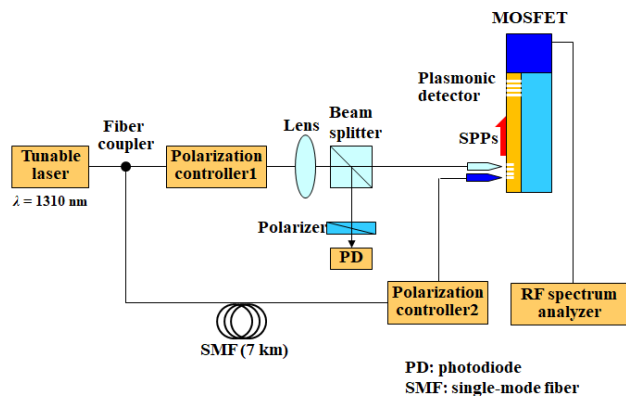 MOSFET
Plasmonic
detector
Beam
splitter
Lens
SPPs
Fiber
coupler
Tunable
laser
Polarization
controller1
λ = 1310 nm
Polarizer
PD
Polarization
controller2
RF spectrum
analyzer
SMF (7 km)
PD: photodiode
SMF: single-mode fiber